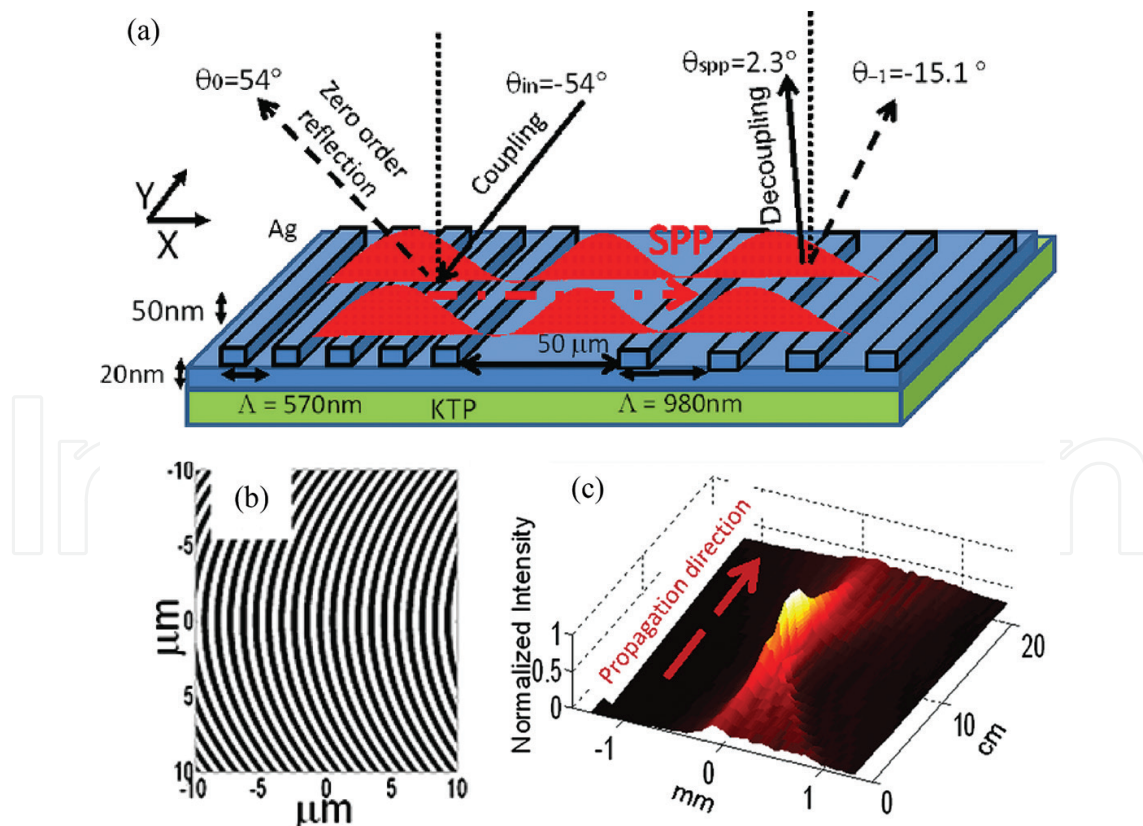 (a)
θ0=54°
θin=-54°
θspp=2.3°
θ-1=-15.1 °
Zero order
reflection
Coupling
Decoupling
Y
X
Ag
SPP
50nm
50 μm
20nm
Λ = 570nm
KTP
Λ = 980nm
(b)
-10
-5
0
5
10
μm
-10 -5 0 5 10
μm
(c)
Normalized Intensity
1
0.5
0
Propagation direction
-1
0
1
mm
0
10
20
cm